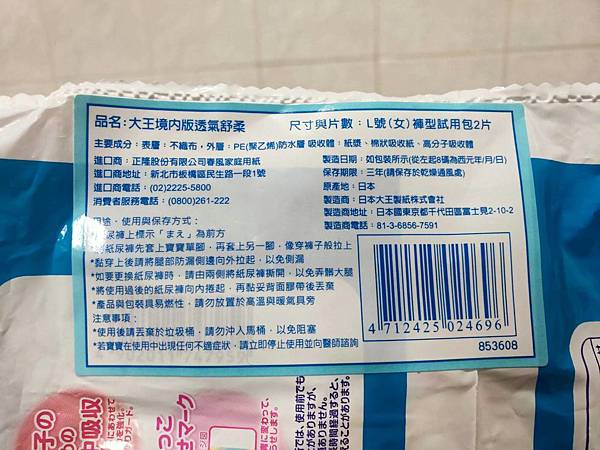 品名:大王境內版透氣舒柔 尺寸與片數:L號(女)褲型試用包2片
主要成分:表層:不織布,外層:PE(聚乙烯)防水層 吸收體:紙漿、棉狀吸收紙、高分子吸收體
進口商:正隆股份有限公司春風家庭用紙 製造日期:如包裝所示(從左起8碼為西元年/月/日)
進口商地址:新北市板橋區民生路一段1號 保存期限:三年(請保存於乾燥通風處)
進口商電話:(02)2225-5800 原產地:日本
消費者服務電話:(0800)261-222 製造商:日本大王製紙株式會社
製造商地址:日本國東京都千代田區富士見2-10-2
製造商電話:81-3-6856-7591
用途、使用與保存方式:
紙尿褲上標示「まえ」為前方
將紙尿褲先套上寶寶單腳,再套上另一腳,像穿褲子般拉上
*黏穿上後請將腿部防漏側邊向外拉起,以免側漏
*如要更換紙尿褲時,請由兩側將紙尿褲撕開,以免弄髒大腿
*將使用過後的紙尿褲向內捲起,再黏妥背面膠帶後丟棄
*產品與包裝具易燃性,請勿放置於高溫與暖氣具旁
注意事項:
*使用後請丟棄於垃圾桶,請勿沖入馬桶,以免阻塞
*若寶寶在使用中出現任何不適症狀,請立即停止使用並向醫師諮詢
4 712425 024696
853608